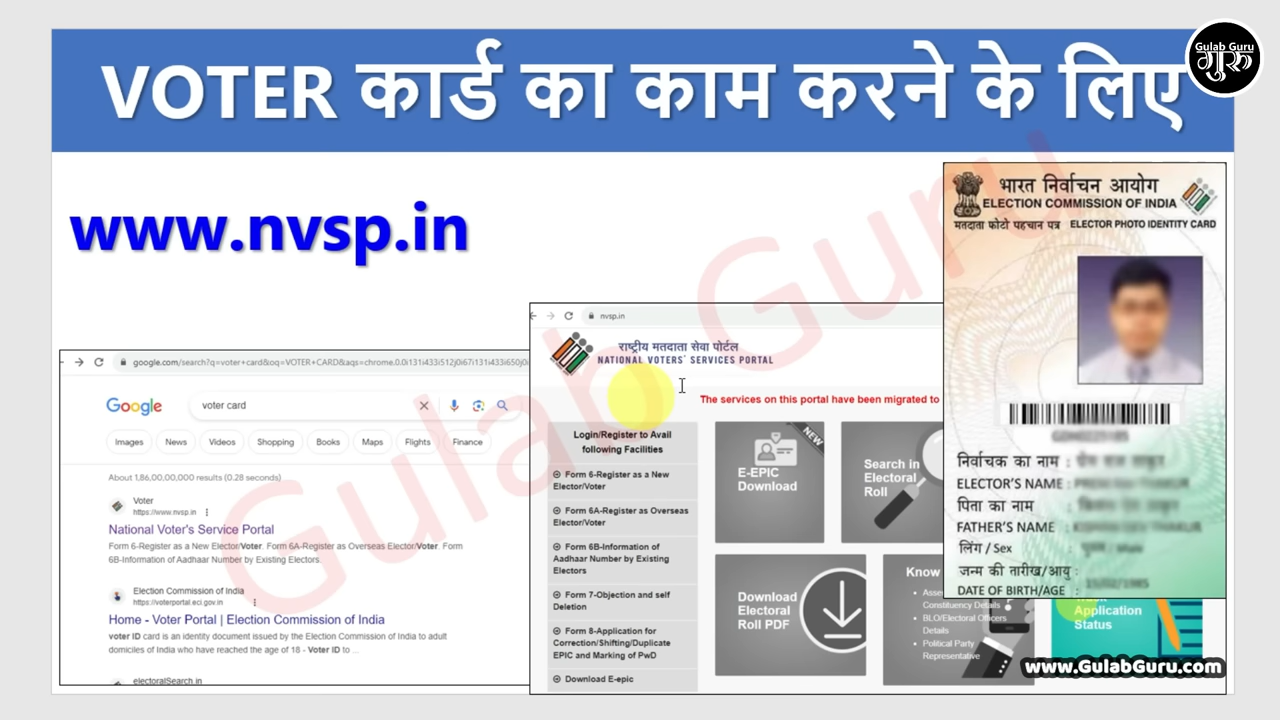 VOTER कार्ड का काम करने के लिए
Gulab Guru
गुरु
www.nvsp.in
Gulab Guru
google.com/search?q=voter+card&oq=VOTER+CARD&aqs=chrome.0.0i131i433i512j0i67i131i433i650j0i
Google
voter card
Images News Videos Shopping Books Maps Flights Finance
About 1,86,00,00,000 results (0.28 seconds)
Voter
https://www.nvsp.in
National Voter's Service Portal
Form 6-Register as a New Elector/Voter. Form 6A-Register as Overseas Elector/Voter. Form
6B-Information of Aadhaar Number by Existing Electors.
Election Commission of India
https://voterportal.eci.gov.in
Home - Voter Portal | Election Commission of India
voter ID card is an identity document issued by the Election Commission of India to adult
domiciles of India who have reached the age of 18 - Voter ID to ...
electoralSearch.in
nvsp.in
राष्ट्रीय मतदाता सेवा पोर्टल
NATIONAL VOTERS' SERVICES PORTAL
The services on this portal have been migrated to
Login/Register to Avail
following Facilities
Form 6-Register as a New
Elector/Voter
Form 6A-Register as Overseas
Elector/Voter
Form 6B-Information of
Aadhaar Number by Existing
Electors
Form 7-Objection and self
Deletion
Form 8-Application for
Correction/Shifting/Duplicate
EPIC and Marking of PwD
Download E-epic
NEW
E-EPIC
Download
Search in
Electoral
Roll
Download
Electoral
Roll PDF
Know
Constituency Details
BLO/Electoral Officers
Details
Political Party
Representative
Application
Status
भारत निर्वाचन आयोग
ELECTION COMMISSION OF INDIA
मतदाता फोटो पहचान पत्र ELECTOR PHOTO IDENTITY CARD
निर्वाचक का नाम :
ELECTOR'S NAME :
पिता का नाम :
FATHER'S NAME :
लिंग / Sex
जन्म की तारीख/आयु :
DATE OF BIRTH/AGE :
www.GulabGuru.com